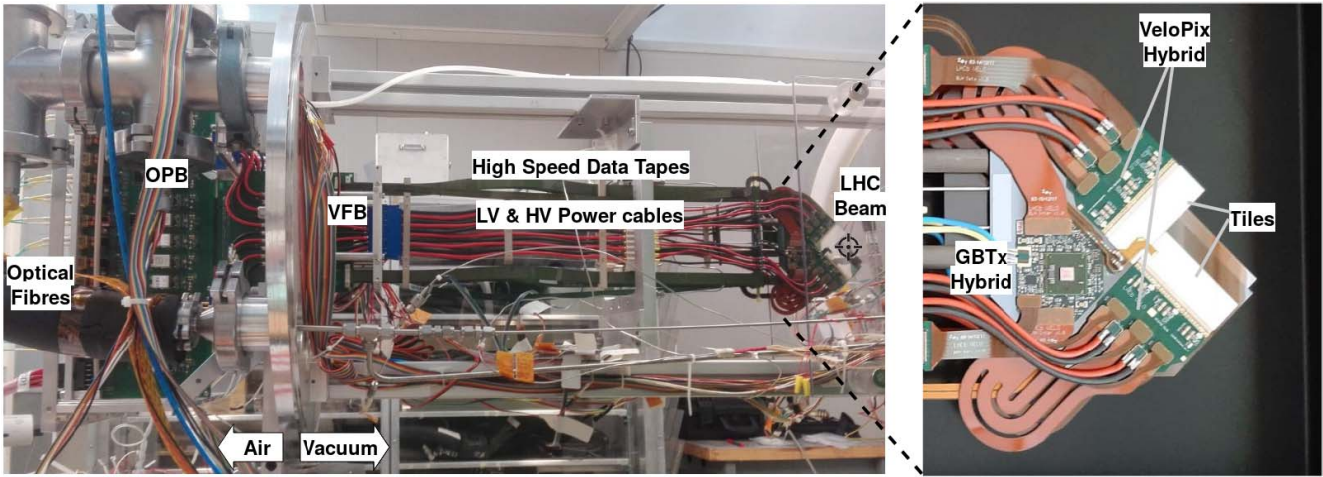 OPB
VFB
Optical
Fibres
High Speed Data Tapes
LV & HV Power cables
LHC
Beam
Air
Vacuum
VeloPix
Hybrid
Tiles
GBTx
Hybrid